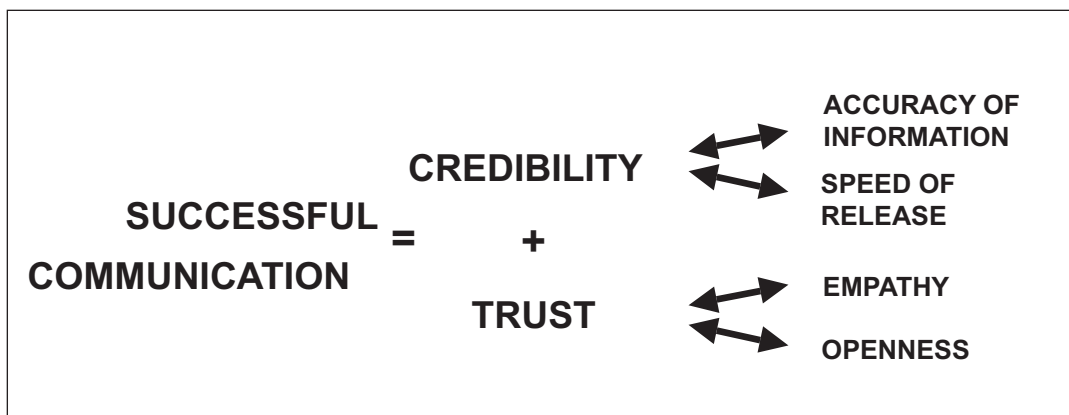 SUCCESSFUL
COMMUNICATION
=
CREDIBILITY
+
TRUST
ACCURACY OF
INFORMATION
SPEED OF
RELEASE
EMPATHY
OPENNESS